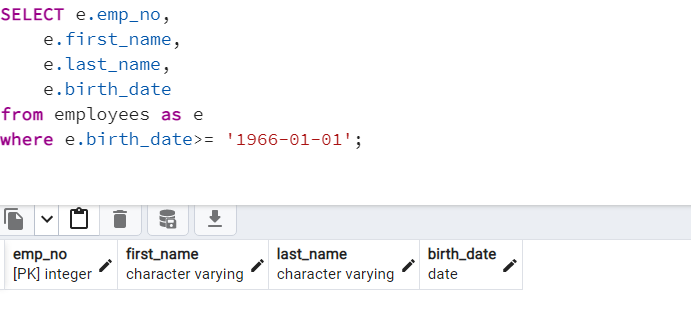 SELECT e.emp_no,
e.first_name,
e.last_name,
e.birth_date
from employees as e
where e.birth_date>= '1966-01-01';
emp_no first_name last_name birth_date
[PK] integer character varying character varying date